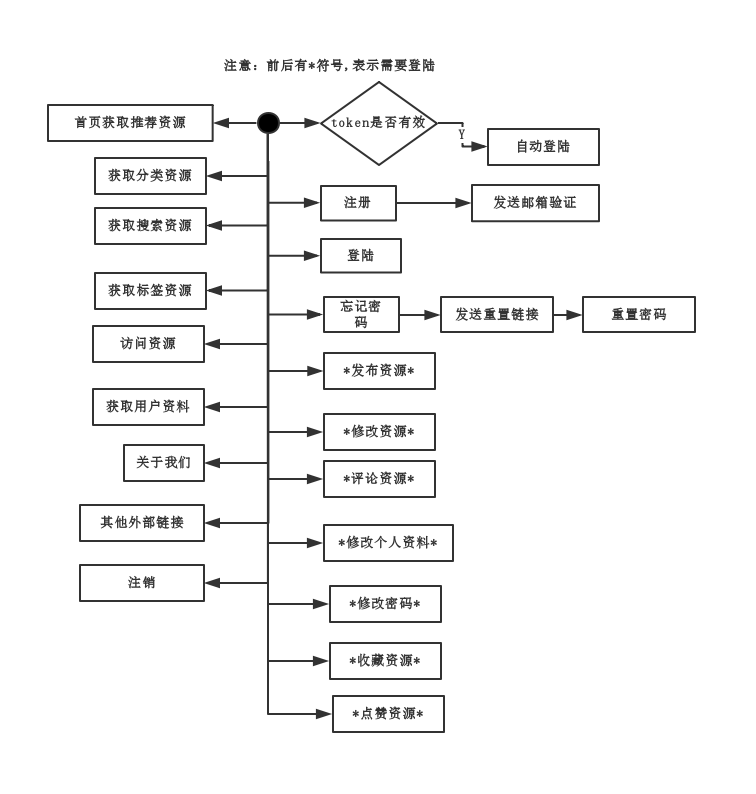 注意：前后有*符号,表示需要登陆
首页获取推荐资源
token是否有效
Y
自动登陆
获取分类资源
注册
发送邮箱验证
获取搜索资源
登陆
获取标签资源
忘记密
码
发送重置链接
重置密码
访问资源
*发布资源*
获取用户资料
*修改资源*
关于我们
*评论资源*
其他外部链接
*修改个人资料*
注销
*修改密码*
*收藏资源*
*点赞资源*